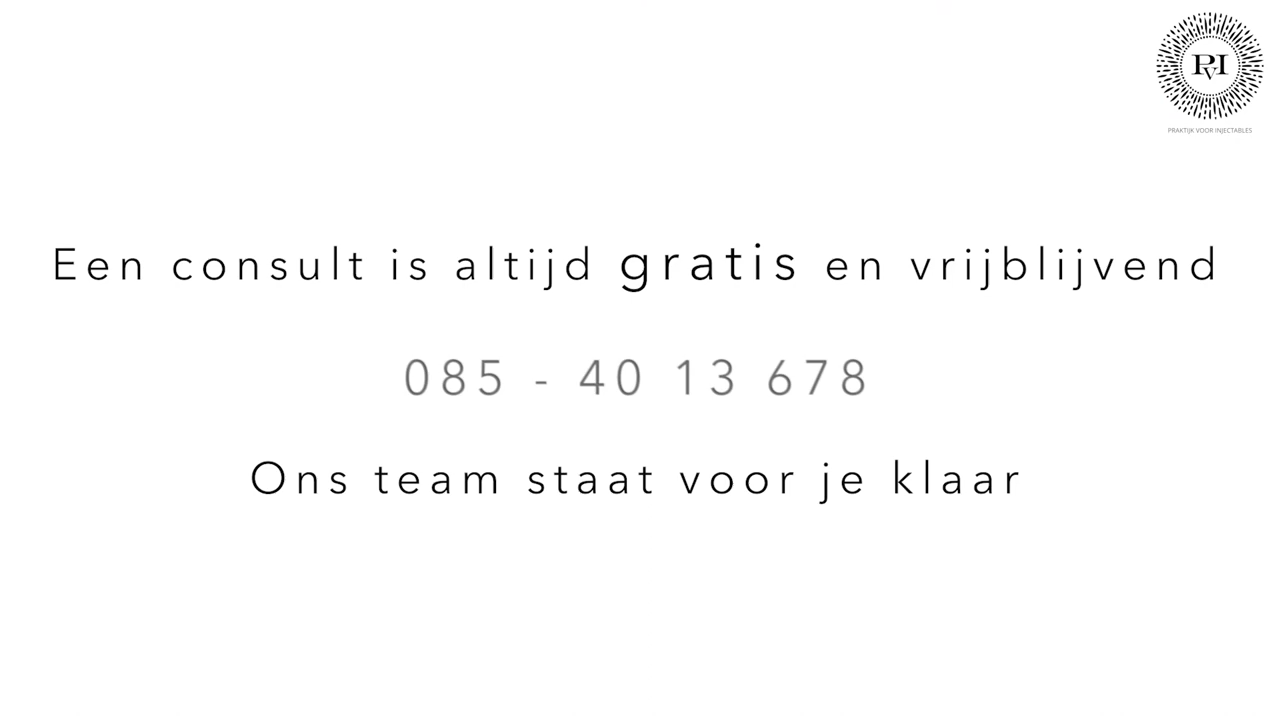 PVI
PRAKTIJK VOOR INJECTABLES
Een consult is altijd gratis en vrijblijvend
085 - 40 13 678
Ons team staat voor je klaar